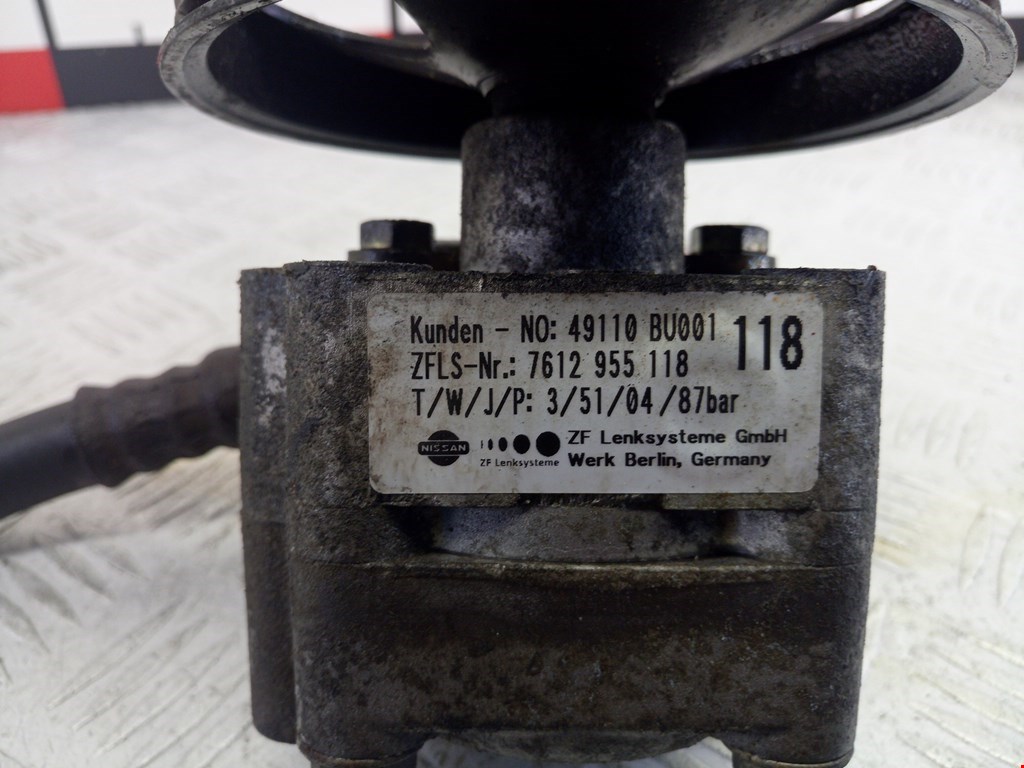 Kunden - NO: 49110 BU001 118
ZFLS-Nr.: 7612 955 118
T/W/J/P: 3/51/04/87bar
NISSAN ZF Lenksysteme ZF Lenksysteme GmbH
Werk Berlin, Germany